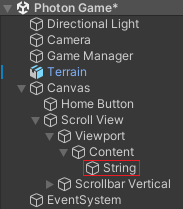 Photon Game*
Directional Light
Camera
Game Manager
Terrain
Canvas
Home Button
Scroll View
Viewport
Content
String
Scrollbar Vertical
EventSystem